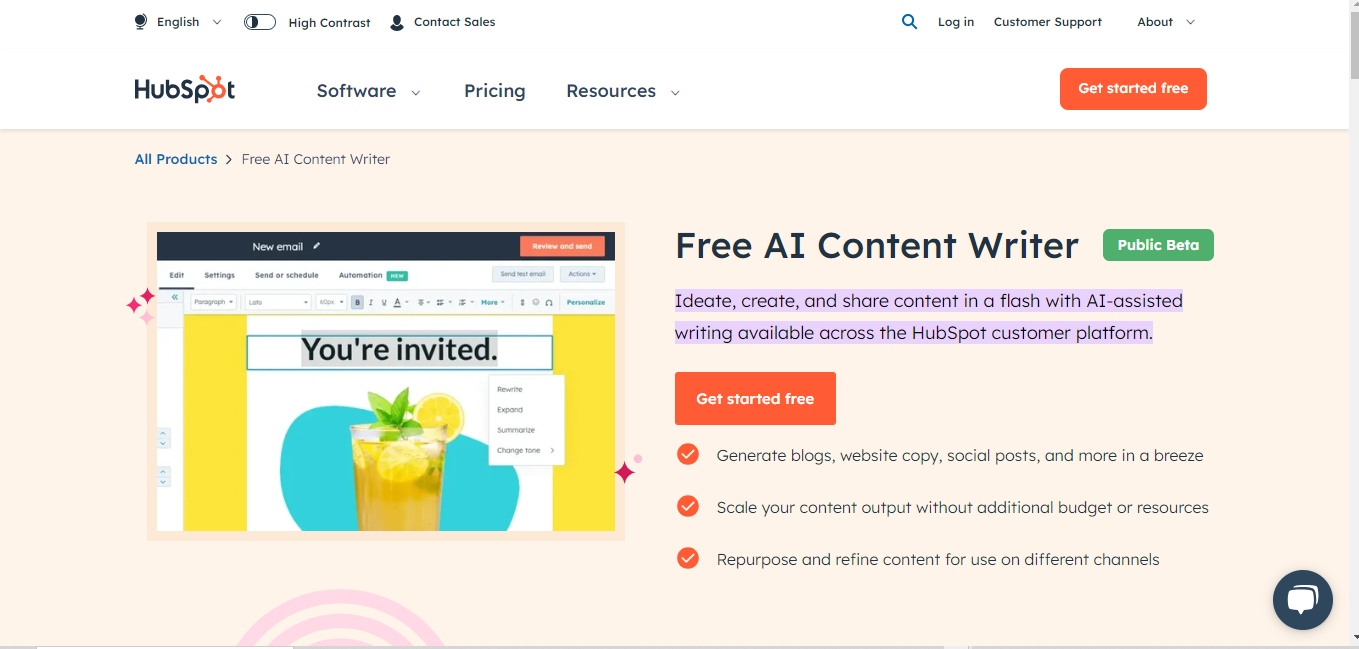 English
High Contrast
Contact Sales
Log in
Customer Support
About
HubSpot
Software
Pricing
Resources
Get started free
All Products > Free AI Content Writer
New email
Review and send
Edit
Settings
Send or schedule
Automation
NEW
Send test email
Actions
Paragraph
Lato
60px
B
I
U
A
More
Personalize
You're invited.
Rewrite
Expand
Summarize
Change tone
Free AI Content Writer
Public Beta
Ideate, create, and share content in a flash with AI-assisted
writing available across the HubSpot customer platform.
Get started free
Generate blogs, website copy, social posts, and more in a breeze
Scale your content output without additional budget or resources
Repurpose and refine content for use on different channels